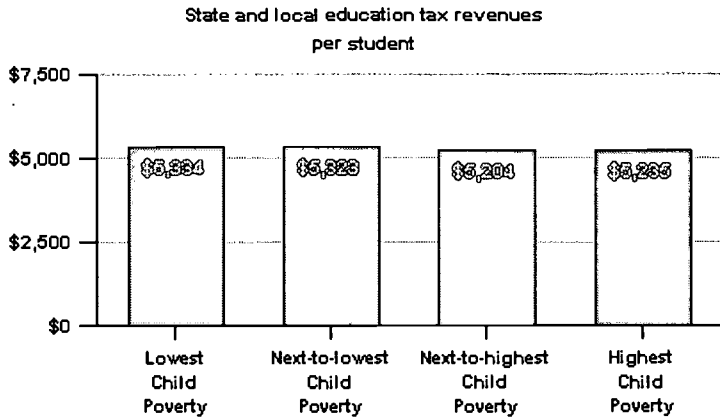 State and local education tax revenues
per student
$7,500
$5,000
$2,500
$0
$5,334
$5,323
$5,204
$5,235
Lowest
Child
Poverty
Next-to-lowest
Child
Poverty
Next-to-highest
Child
Poverty
Highest
Child
Poverty